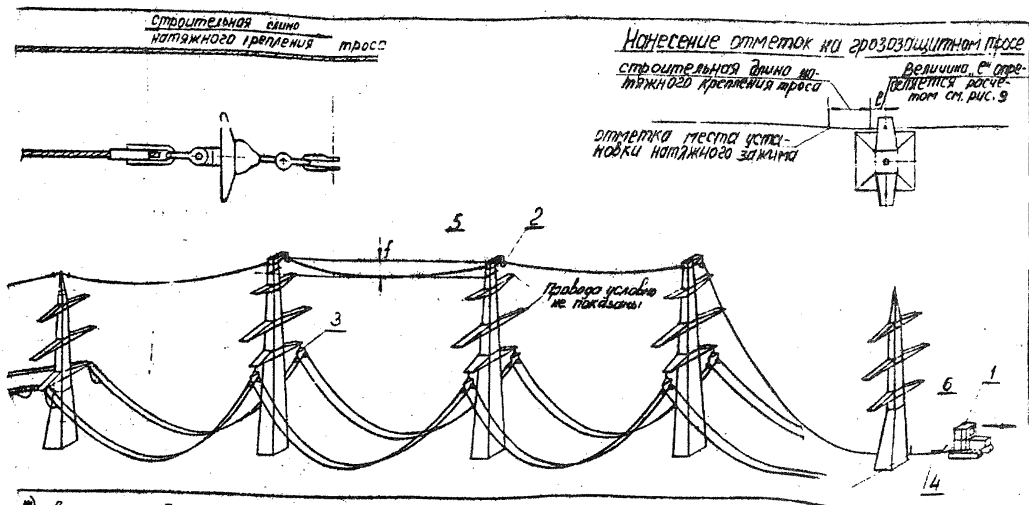 строительная длина
натяжного крепления троса
Нанесение отметок на грозозащитном тросе
строительная длина на-
тяжного крепления троса
Величина „е" опре-
деляется расче-
том см. рис. 9
е
отметка места уста-
новки натяжного зажима
5
2
f
Провода условно
не показаны
3
6
1
4